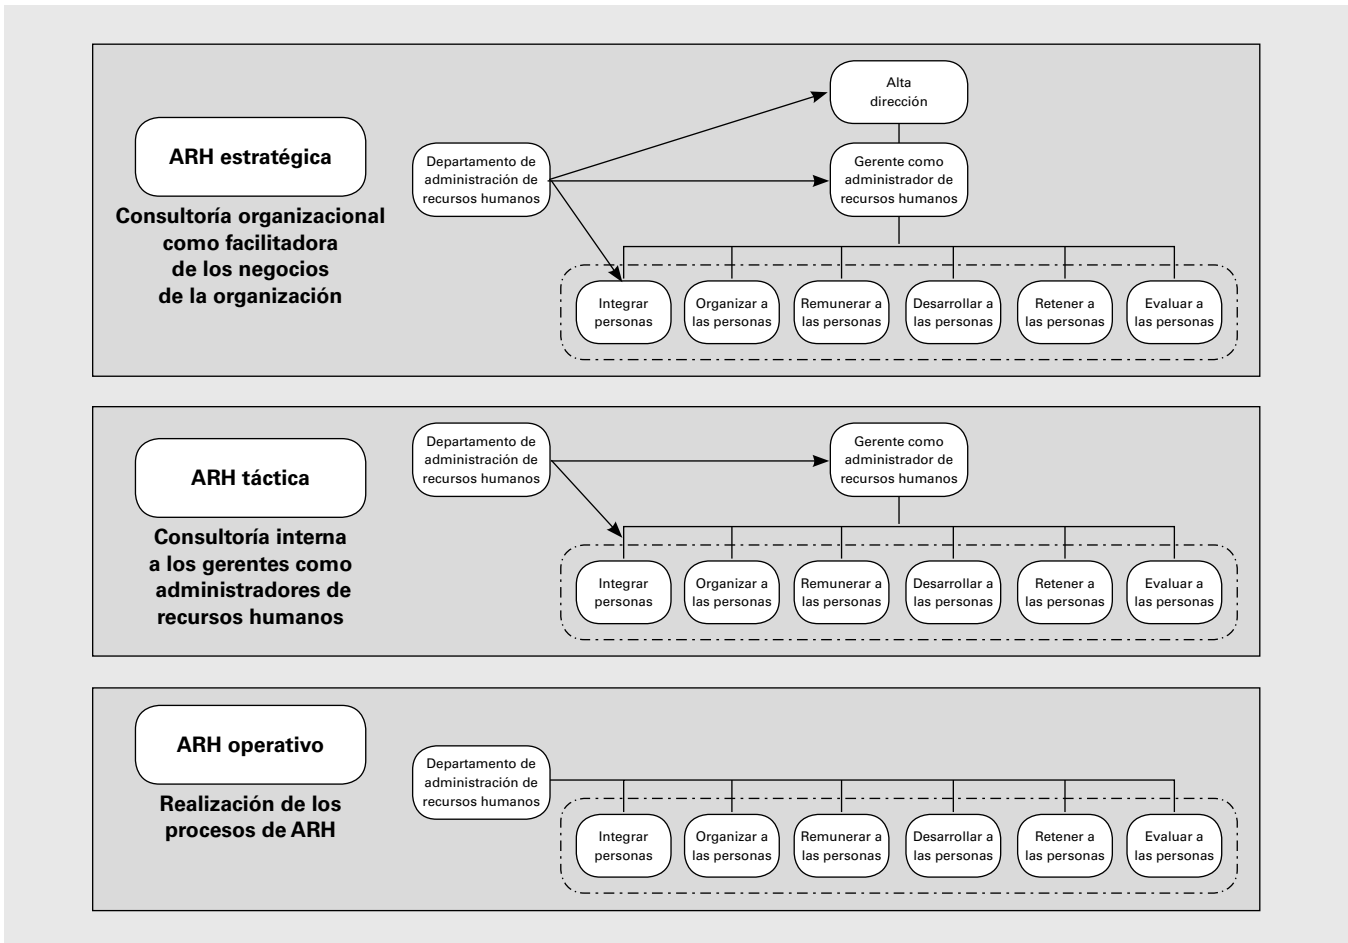 ARH estratégica
Consultoría organizacional
como facilitadora
de los negocios
de la organización
Departamento de
administración de
recursos humanos
Alta
dirección
Gerente como
administrador de
recursos humanos
Integrar
personas
Organizar a
las personas
Remunerar a
las personas
Desarrollar a
las personas
Retener a
las personas
Evaluar a
las personas
ARH táctica
Consultoría interna
a los gerentes como
administradores de
recursos humanos
Departamento de
administración de
recursos humanos
Gerente como
administrador de
recursos humanos
Integrar
personas
Organizar a
las personas
Remunerar a
las personas
Desarrollar a
las personas
Retener a
las personas
Evaluar a
las personas
ARH operativo
Realización de los
procesos de ARH
Departamento de
administración de
recursos humanos
Integrar
personas
Organizar a
las personas
Remunerar a
las personas
Desarrollar a
las personas
Retener a
las personas
Evaluar a
las personas